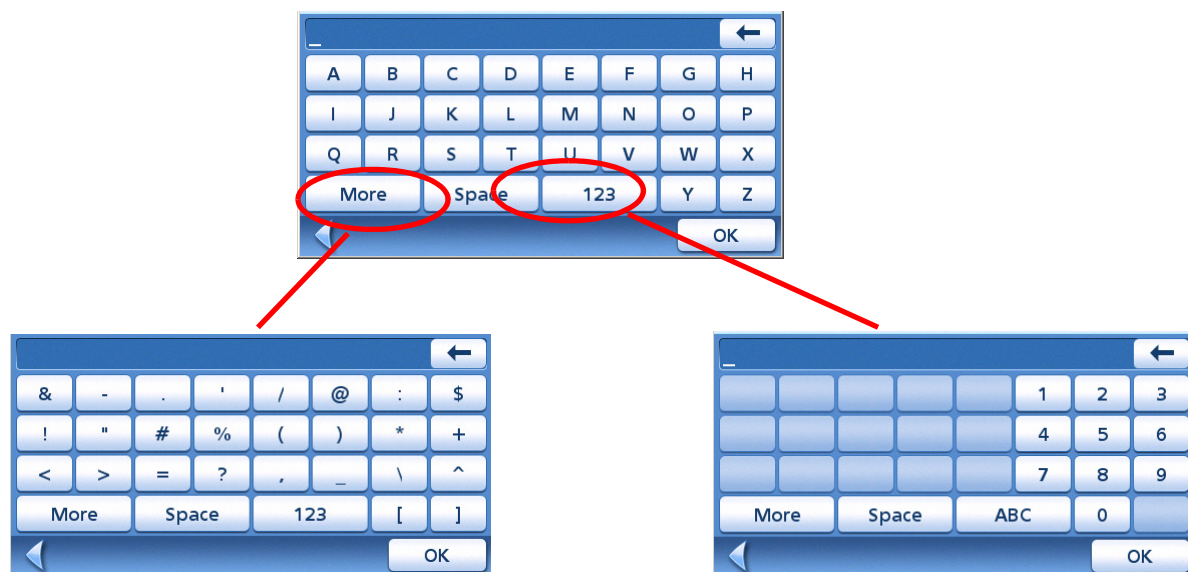 _
A B C D E F G H
I J K L M N O P
Q R S T U V W X
More Space 123 Y Z
OK
& - . ' / @ : $
! " # % ( ) * +
< > = ? , _ \ ^
More Space 123 [ ]
OK
_
1 2 3
4 5 6
7 8 9
More Space ABC 0
OK